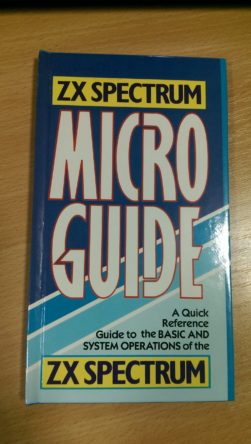 ZX SPECTRUM
MICRO
GUIDE
A Quick
Reference
Guide to the BASIC AND
SYSTEM OPERATIONS of the
ZX SPECTRUM